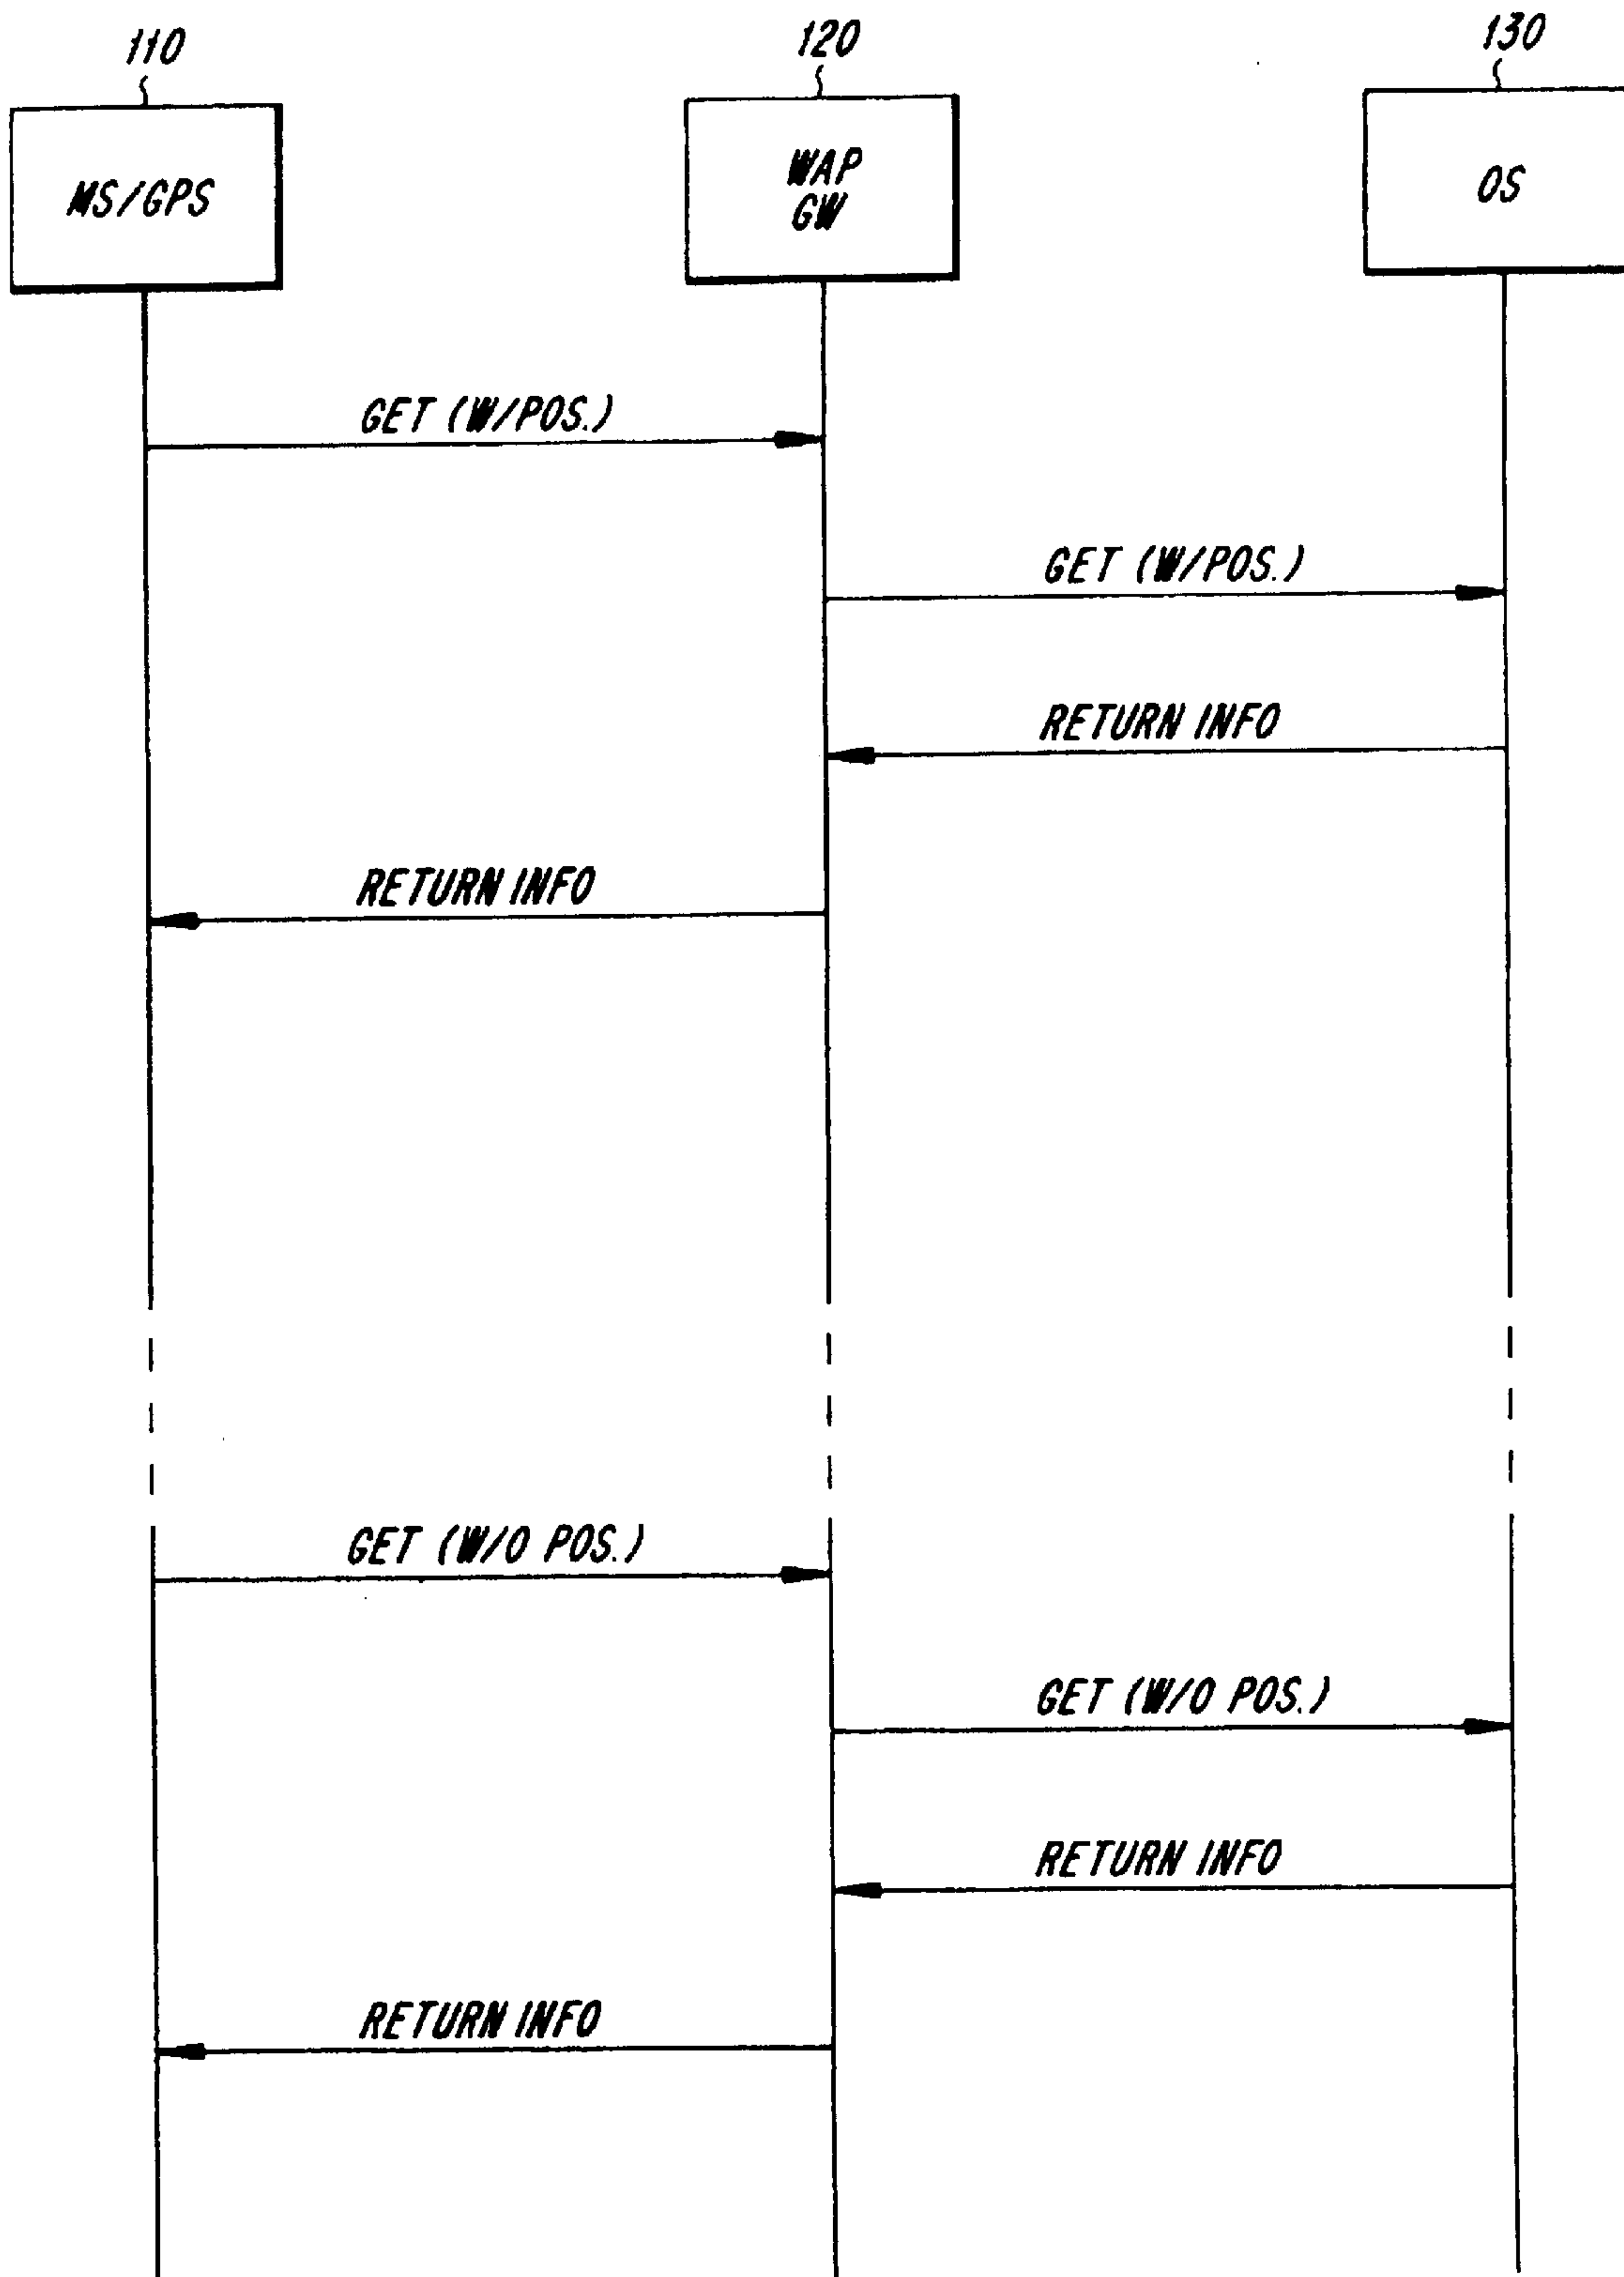 110
120
130
MS/GPS
WAP
GW
OS
GET (W/POS.)
GET (W/POS.)
RETURN INFO
RETURN INFO
GET (W/O POS.)
GET (W/O POS.)
RETURN INFO
RETURN INFO